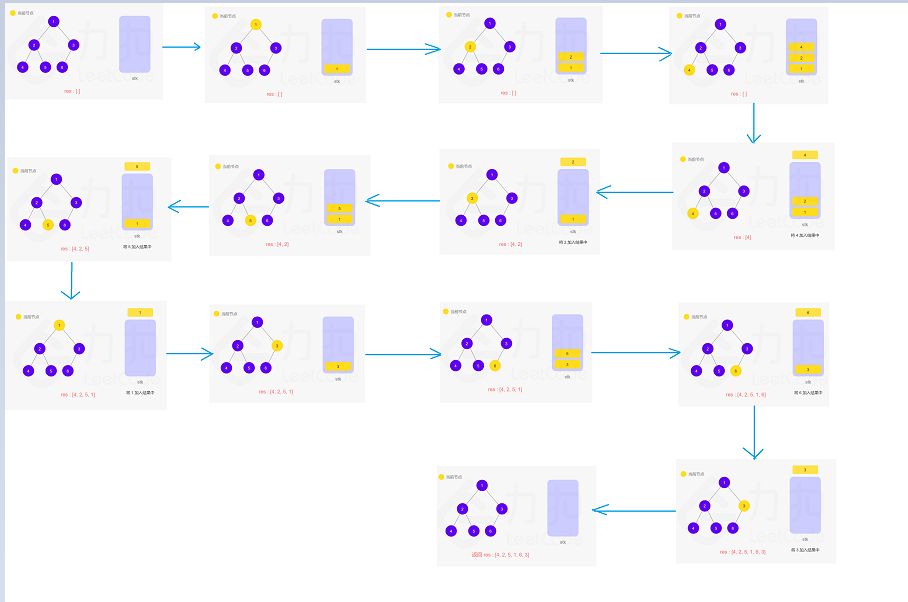 当前节点
1
2 3
4 5 6
stk
res : [ ]
当前节点
1
2 3
4 5 6
1
stk
res : [ ]
当前节点
1
2 3
4 5 6
2
1
stk
res : [ ]
当前节点
1
2 3
4 5 6
4
2
1
stk
res : [ ]
当前节点
1
2 3
4 5 6
4
2
1
stk
将 4 加入结果中
res : [4]
当前节点
1
2 3
4 5 6
2
1
stk
将 2 加入结果中
res : [4, 2]
当前节点
1
2 3
4 5 6
5
1
stk
res : [4, 2]
当前节点
1
2 3
4 5 6
5
1
stk
将 5 加入结果中
res : [4, 2, 5]
当前节点
1
2 3
4 5 6
1
stk
将 1 加入结果中
res : [4, 2, 5, 1]
当前节点
1
2 3
4 5 6
3
stk
res : [4, 2, 5, 1]
当前节点
1
2 3
4 5 6
6
3
stk
res : [4, 2, 5, 1]
当前节点
1
2 3
4 5 6
6
3
stk
将 6 加入结果中
res : [4, 2, 5, 1, 6]
当前节点
1
2 3
4 5 6
3
stk
将 3 加入结果中
res : [4, 2, 5, 1, 6, 3]
当前节点
1
2 3
4 5 6
stk
返回 res : [4, 2, 5, 1, 6, 3]